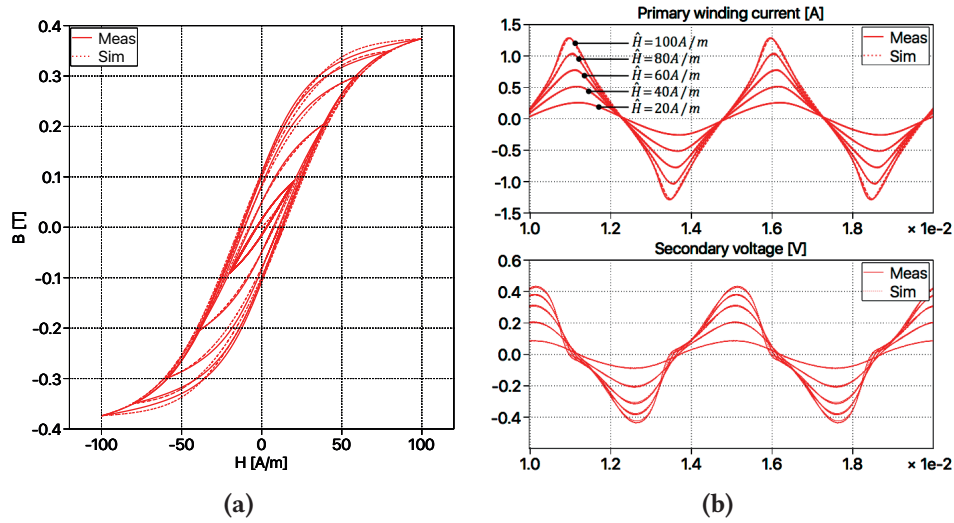 0.4
0.3
0.2
0.1
0.0
-0.1
-0.2
-0.3
-0.4
B [T]
Meas
Sim
-100
-50
0
50
100
H [A/m]
(a)
Primary winding current [A]
1.5
1.0
0.5
0.0
-0.5
-1.0
-1.5
Ĥ=100A/m
Ĥ=80A/m
Ĥ=60A/m
Ĥ=40A/m
Ĥ=20A/m
Meas
Sim
1.0
1.2
1.4
1.6
1.8
× 1e-2
Secondary voltage [V]
0.6
0.4
0.2
0.0
-0.2
-0.4
Meas
Sim
1.0
1.2
1.4
1.6
1.8
× 1e-2
(b)